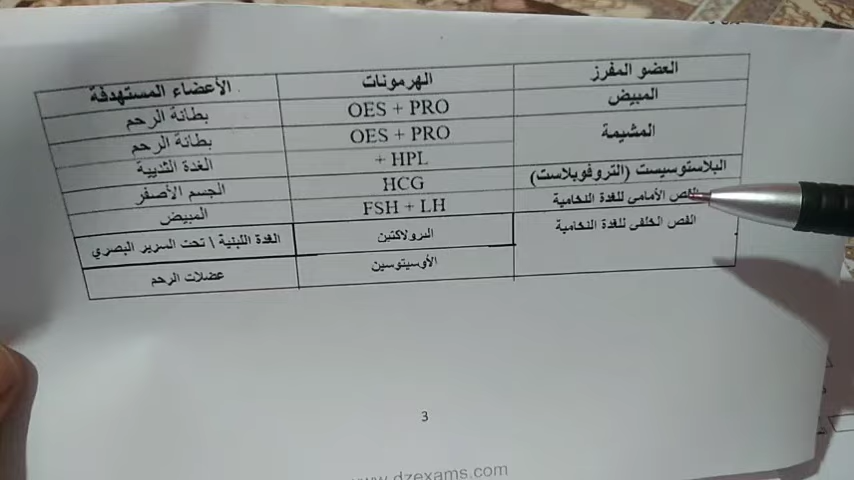 العضو المفرز	الهرمونات	الأعضاء المستهدفة
المبيض	OES + PRO	بطانة الرحم
المشيمة	OES + PRO	بطانة الرحم
+ HPL	الغدة الثديية
البلاستوسيست (التروفوبلاست)	HCG	الجسم الأصفر
الفص الأمامي للغدة النخامية	FSH + LH	المبيض
الفص الخلفي للغدة النخامية	البرولاكتين	الغدة اللبنية \ تحت السرير البصري
الأوسيتوسين	عضلات الرحم
3
www.dzexams.com